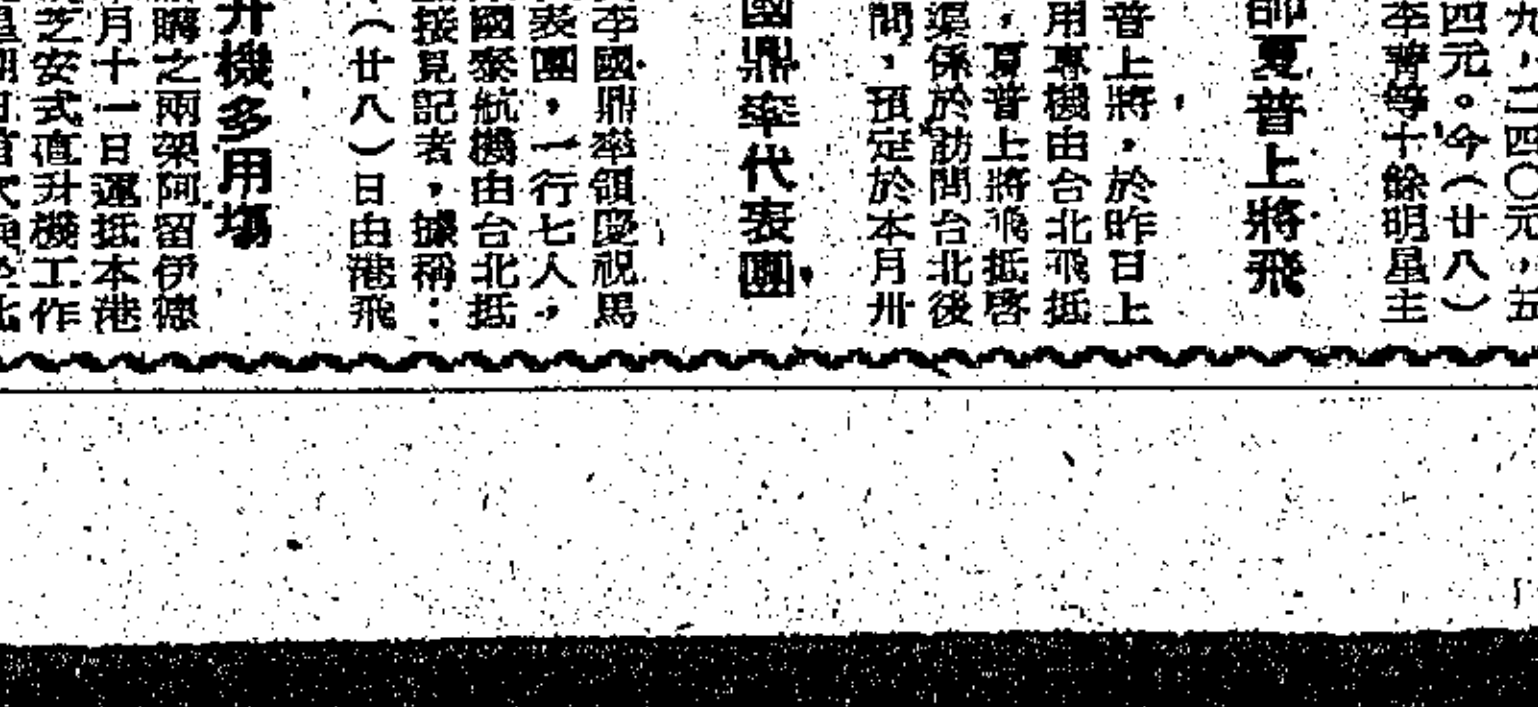 九，二四〇元，五
四元。今（廿八）
李菁等十餘明星主
帥夏普上將飛
普上將，於昨日上
用專機由台北飛抵
，夏普上將飛抵啓
渠係於訪問台北後
問，預定於本月卅
國鼎率代表團
李國鼎率領慶祝馬
表團，一行七人，
國泰航機由台北抵
接見記者，據稱：
（廿八）日由港飛
升機多用場
購之兩架阿留伊德
月十一日運抵本港
之安式直升機工作